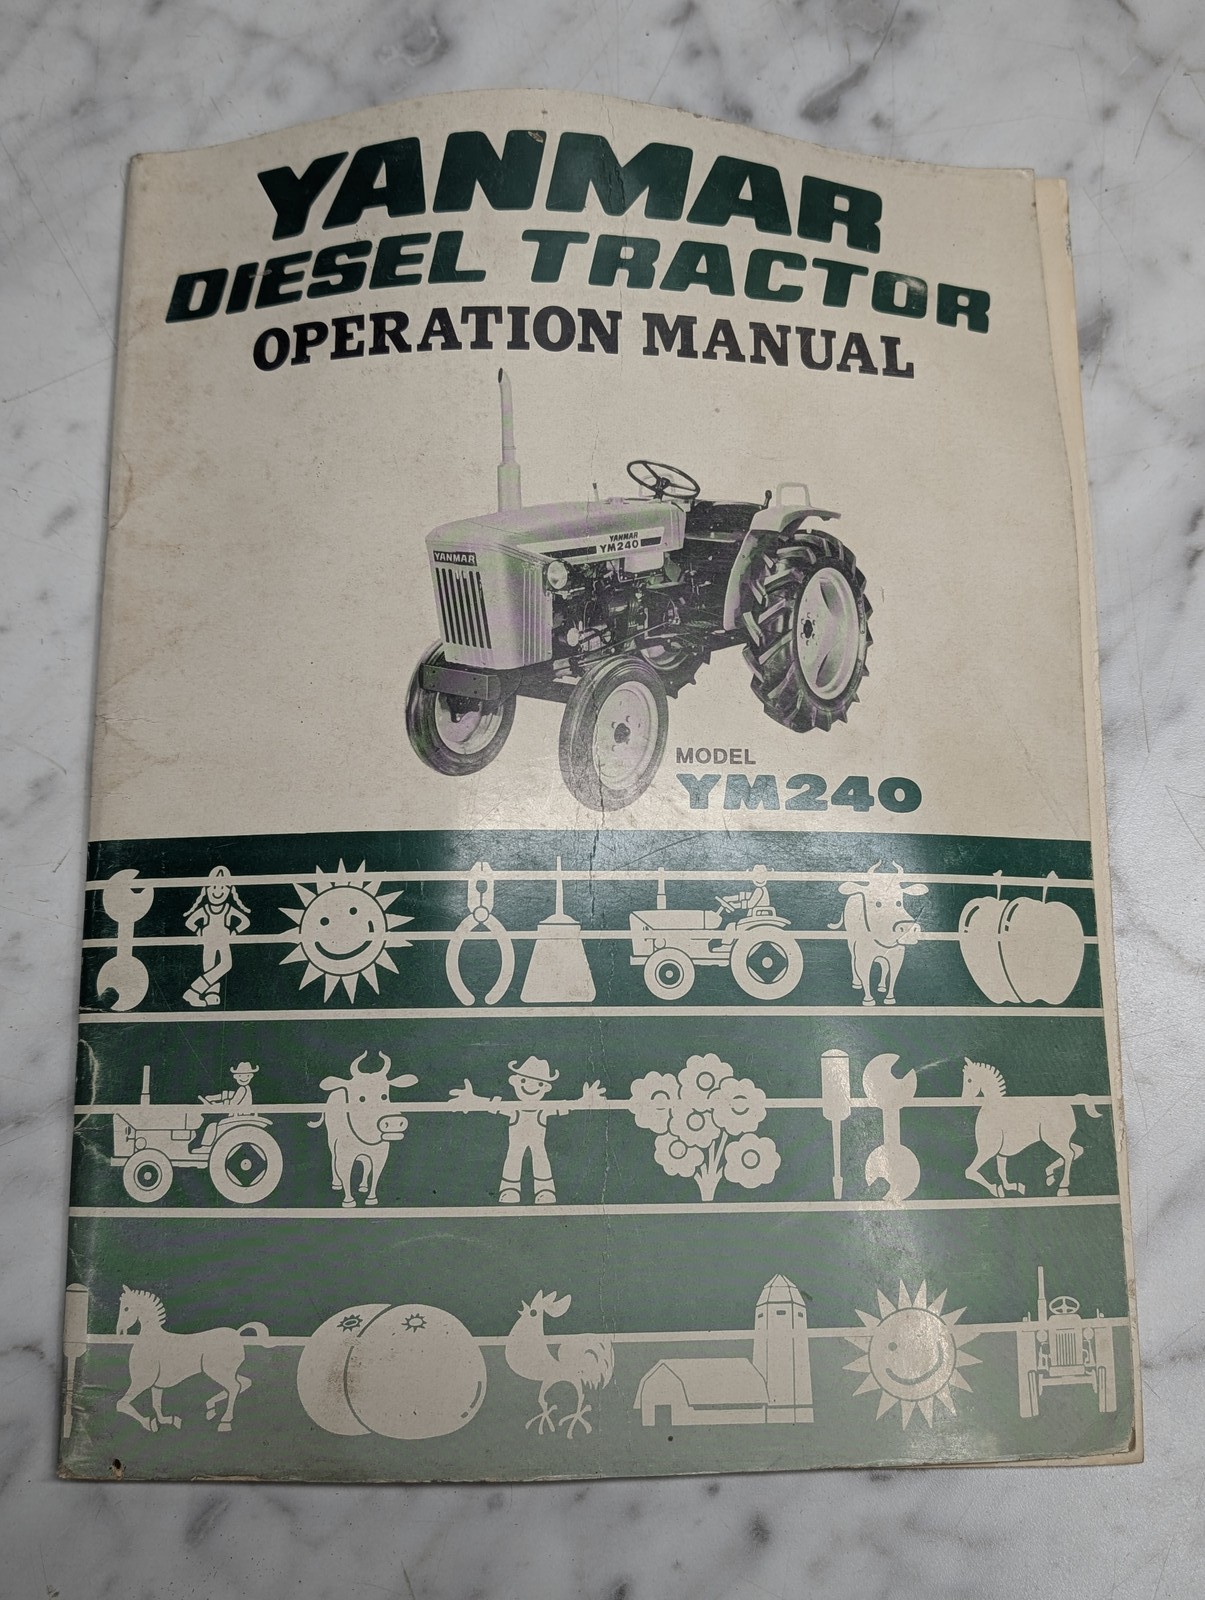 YANMAR
DIESEL TRACTOR
OPERATION MANUAL
YANMAR
YM240
YANMAR
MODEL
YM240